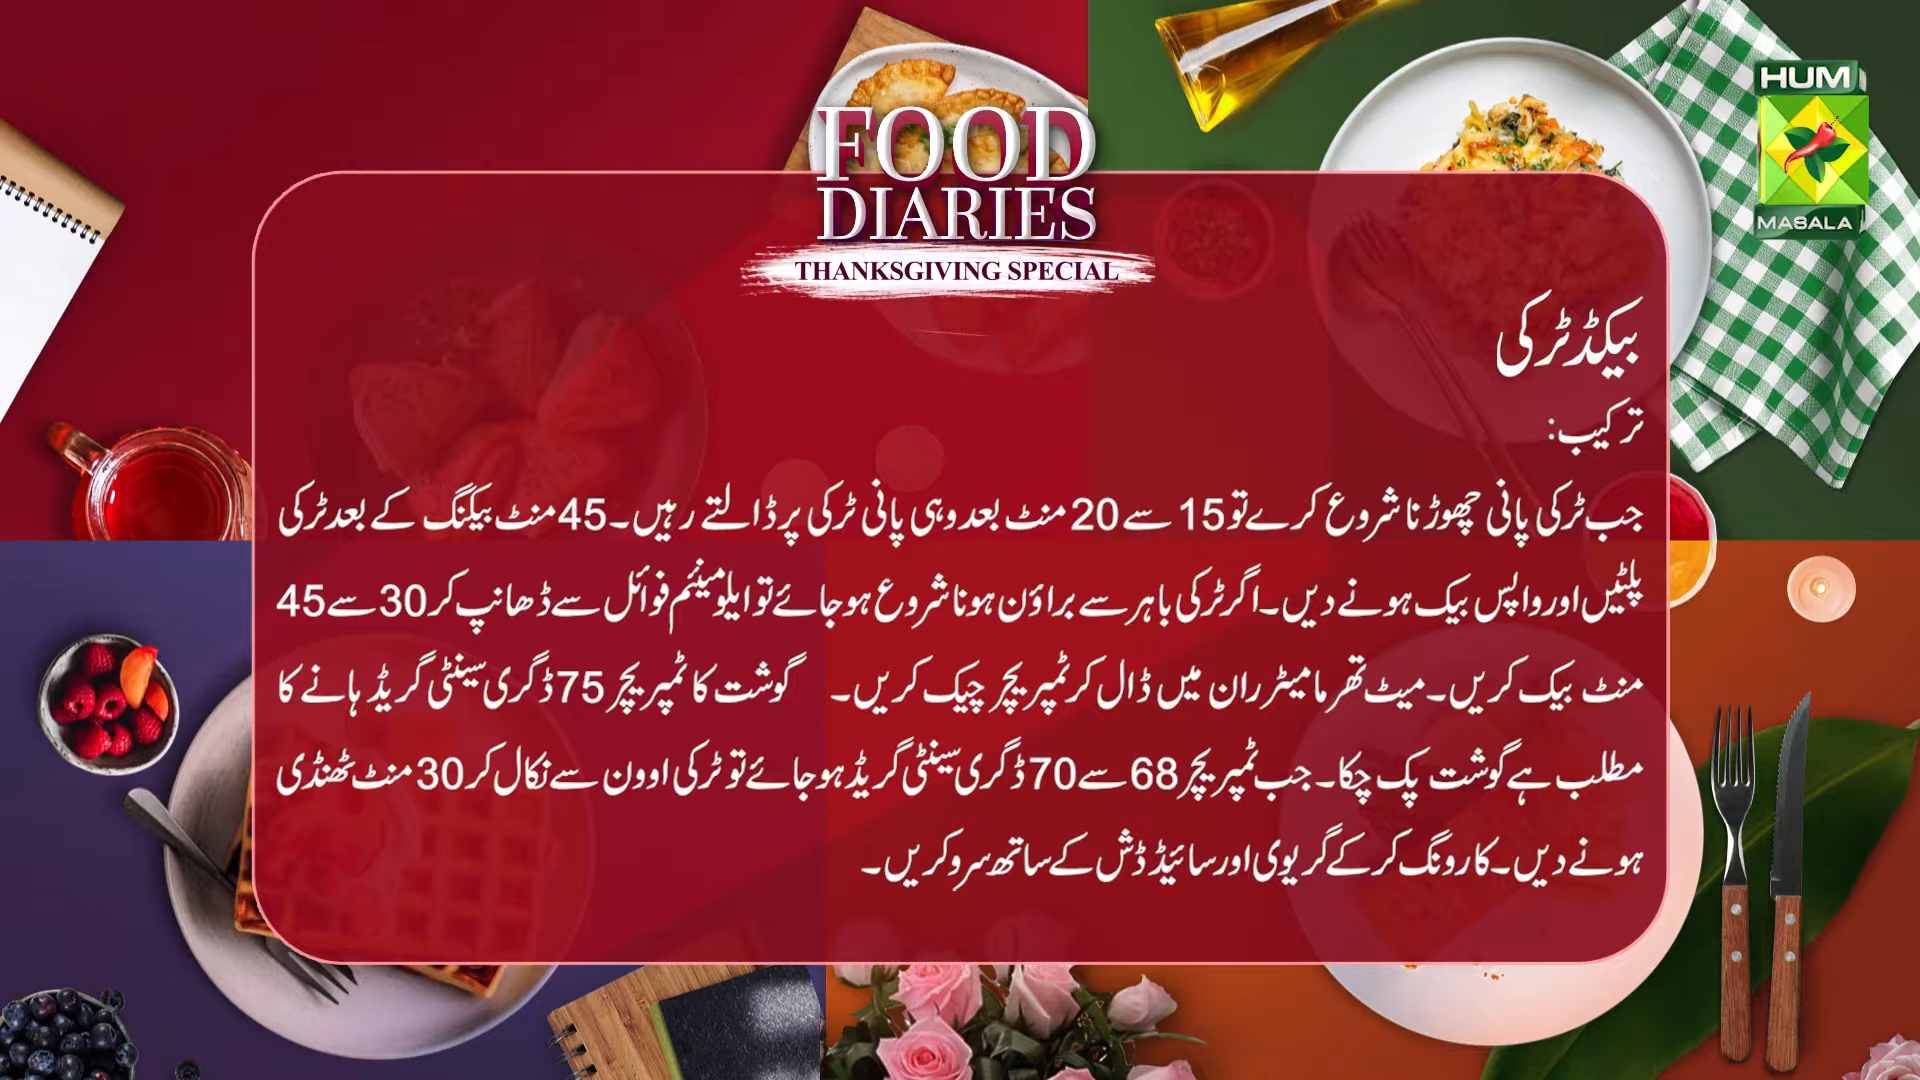 FOOD
DIARIES
THANKSGIVING SPECIAL
HUM
MASALA
بیکڈ ٹرکی
ترکیب:
جب ٹرکی پانی چھوڑنا شروع کرے تو 15 سے 20 منٹ بعد وہی پانی ٹرکی پر ڈالتے رہیں۔ 45 منٹ بیکنگ کے بعد ٹرکی
پلٹیں اور واپس بیک ہونے دیں۔ اگر ٹرکی باہر سے براؤن ہونا شروع ہو جائے تو ایلومینیم فوائل سے ڈھانپ کر 30 سے 45
منٹ بیک کریں۔ میٹ تھرمامیٹر ران میں ڈال کر ٹمپریچر چیک کریں۔ گوشت کا ٹمپریچر 75 ڈگری سینٹی گریڈ ہانے کا
مطلب ہے گوشت پک چکا۔ جب ٹمپریچر 68 سے 70 ڈگری سینٹی گریڈ ہو جائے تو ٹرکی اوون سے نکال کر 30 منٹ ٹھنڈی
ہونے دیں۔ کارونگ کر کے گریوی اور سائیڈ ڈش کے ساتھ سرو کریں۔